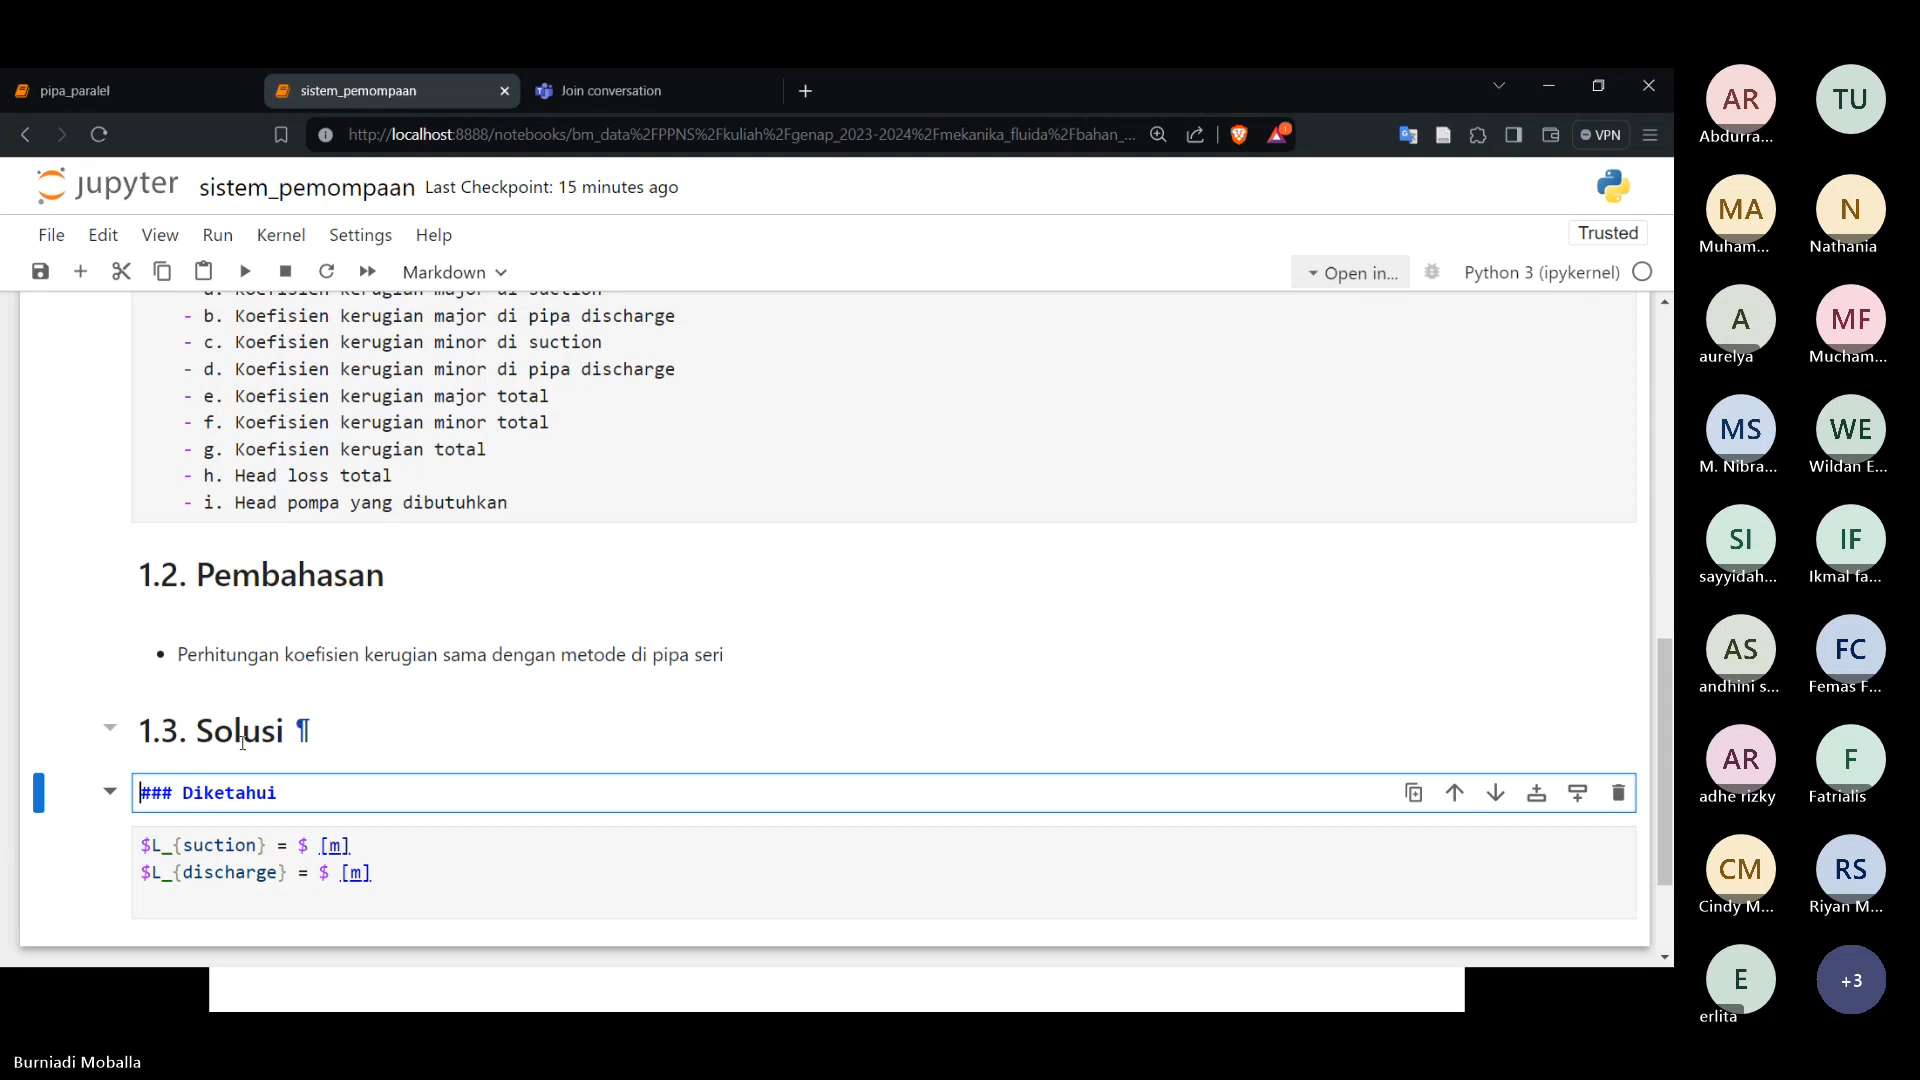 pipa_paralel
sistem_pemompaan
Join conversation
http://localhost:8888/notebooks/bm_data%2FPPNS%2Fkuliah%2Fgenap_2023-2024%2Fmekanika_fluida%2Fbahan_...
1
VPN
jupyter
sistem_pemompaan
Last Checkpoint: 15 minutes ago
File Edit View Run Kernel Settings Help
Trusted
Markdown
Open in...
Python 3 (ipykernel)
- a. Koefisien kerugian major di suction
- b. Koefisien kerugian major di pipa discharge
- c. Koefisien kerugian minor di suction
- d. Koefisien kerugian minor di pipa discharge
- e. Koefisien kerugian major total
- f. Koefisien kerugian minor total
- g. Koefisien kerugian total
- h. Head loss total
- i. Head pompa yang dibutuhkan
1.2. Pembahasan
• Perhitungan koefisien kerugian sama dengan metode di pipa seri
1.3. Solusi ¶
### Diketahui
$L_{suction} = $ [m]
$L_{discharge} = $ [m]
Burniadi Moballa
AR
Abdurra...
TU
MA
Muham...
N
Nathania
A
aurelya
MF
Mucham...
MS
M. Nibra...
WE
Wildan E...
SI
sayyidah...
IF
Ikmal fa...
AS
andhini s...
FC
Femas F...
AR
adhe rizky
F
Fatrialis
CM
Cindy M...
RS
Riyan M...
E
erlita
+3